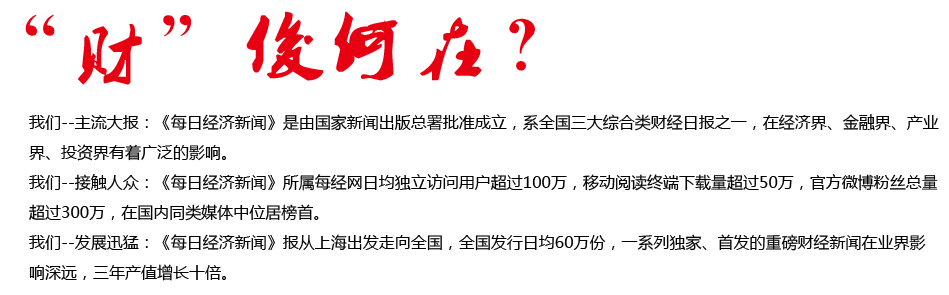 “财”俊何在？
我们--主流大报：《每日经济新闻》是由国家新闻出版总署批准成立，系全国三大综合类财经日报之一，在经济界、金融界、产业
界、投资界有着广泛的影响。
我们--接触人众：《每日经济新闻》所属每经网日均独立访问用户超过100万，移动阅读终端下载量超过50万，官方微博粉丝总量
超过300万，在国内同类媒体中位居榜首。
我们--发展迅猛：《每日经济新闻》报从上海出发走向全国，全国发行日均60万份，一系列独家、首发的重磅财经新闻在业界影
响深远，三年产值增长十倍。